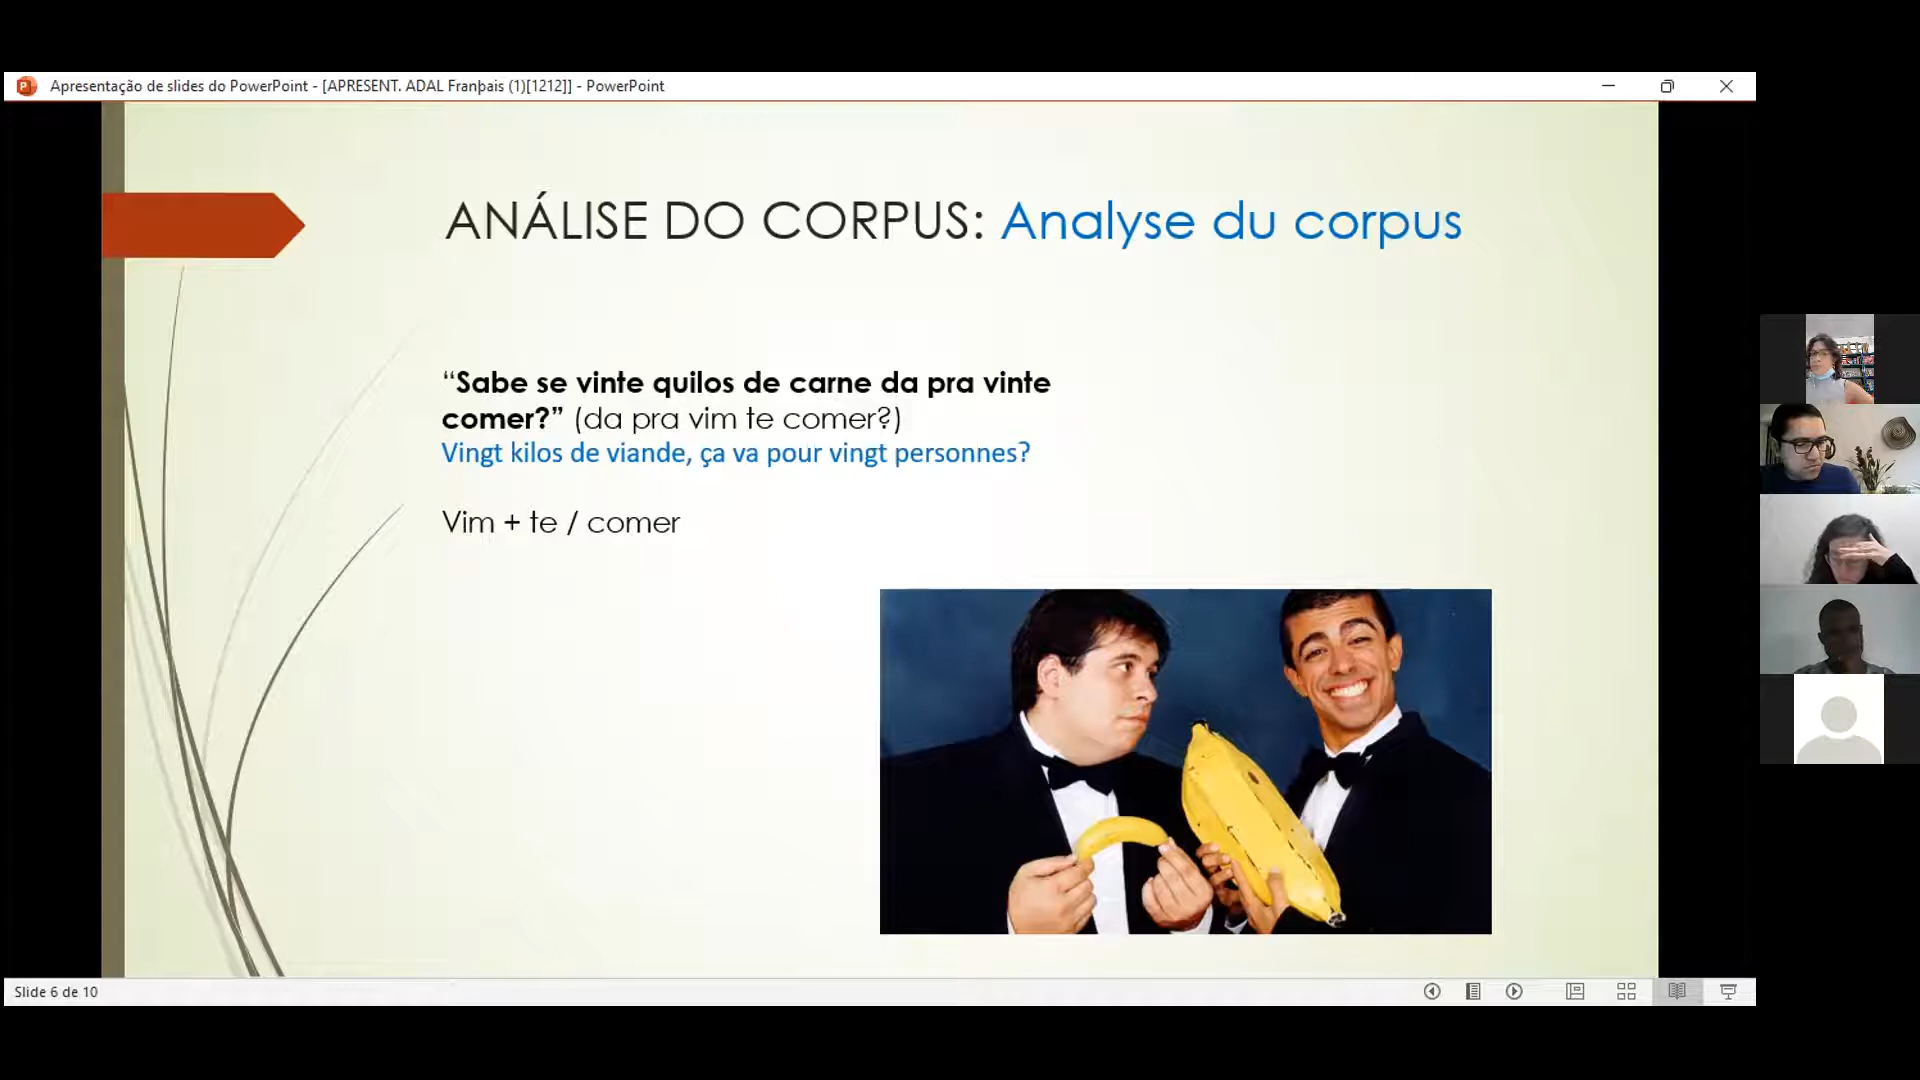 Apresentação de slides do PowerPoint - [APRESENT. ADAL Franþais (1)[1212]] - PowerPoint
ANÁLISE DO CORPUS: Analyse du corpus
“Sabe se vinte quilos de carne da pra vinte
comer?” (da pra vim te comer?)
Vingt kilos de viande, ça va pour vingt personnes?
Vim + te / comer
Slide 6 de 10